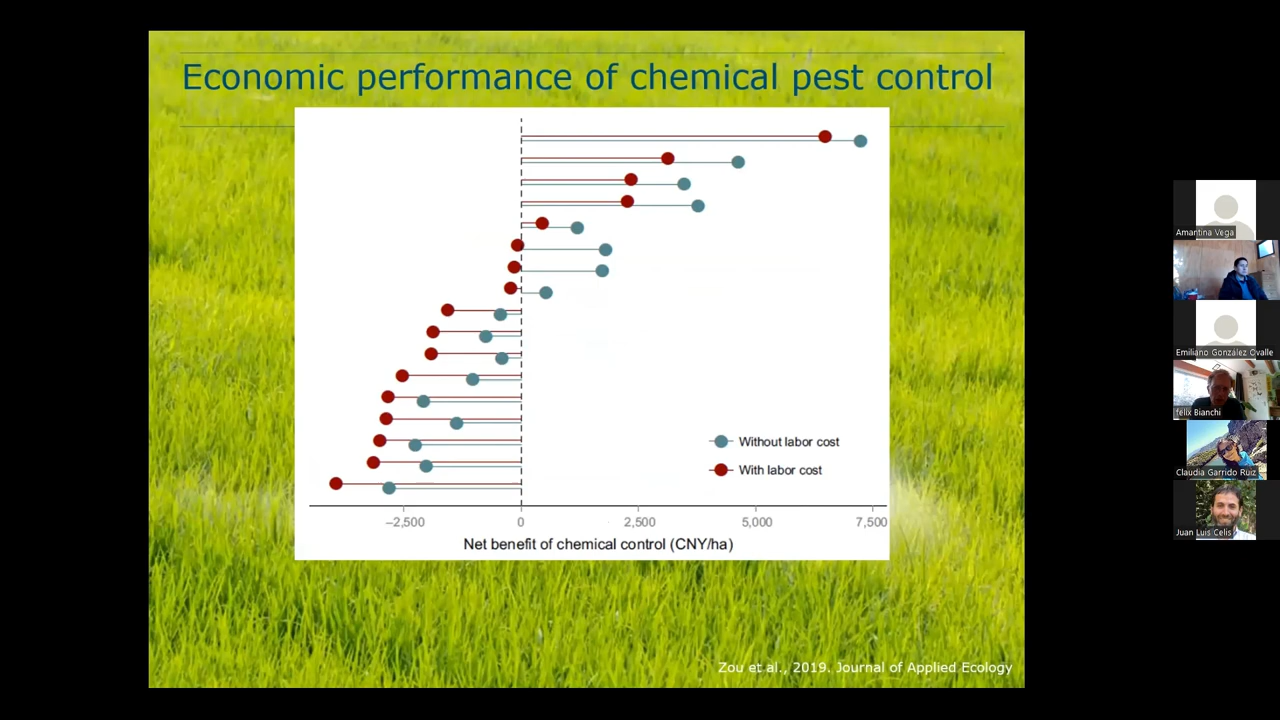 Economic performance of chemical pest control
Without labor cost
With labor cost
−2,500
0
2,500
5,000
7,500
Net benefit of chemical control (CNY/ha)
Zou et al., 2019. Journal of Applied Ecology
Amantina Vega
Emiliano González Ovalle
felix Bianchi
Claudia Garrido Ruiz
Juan Luis Celis